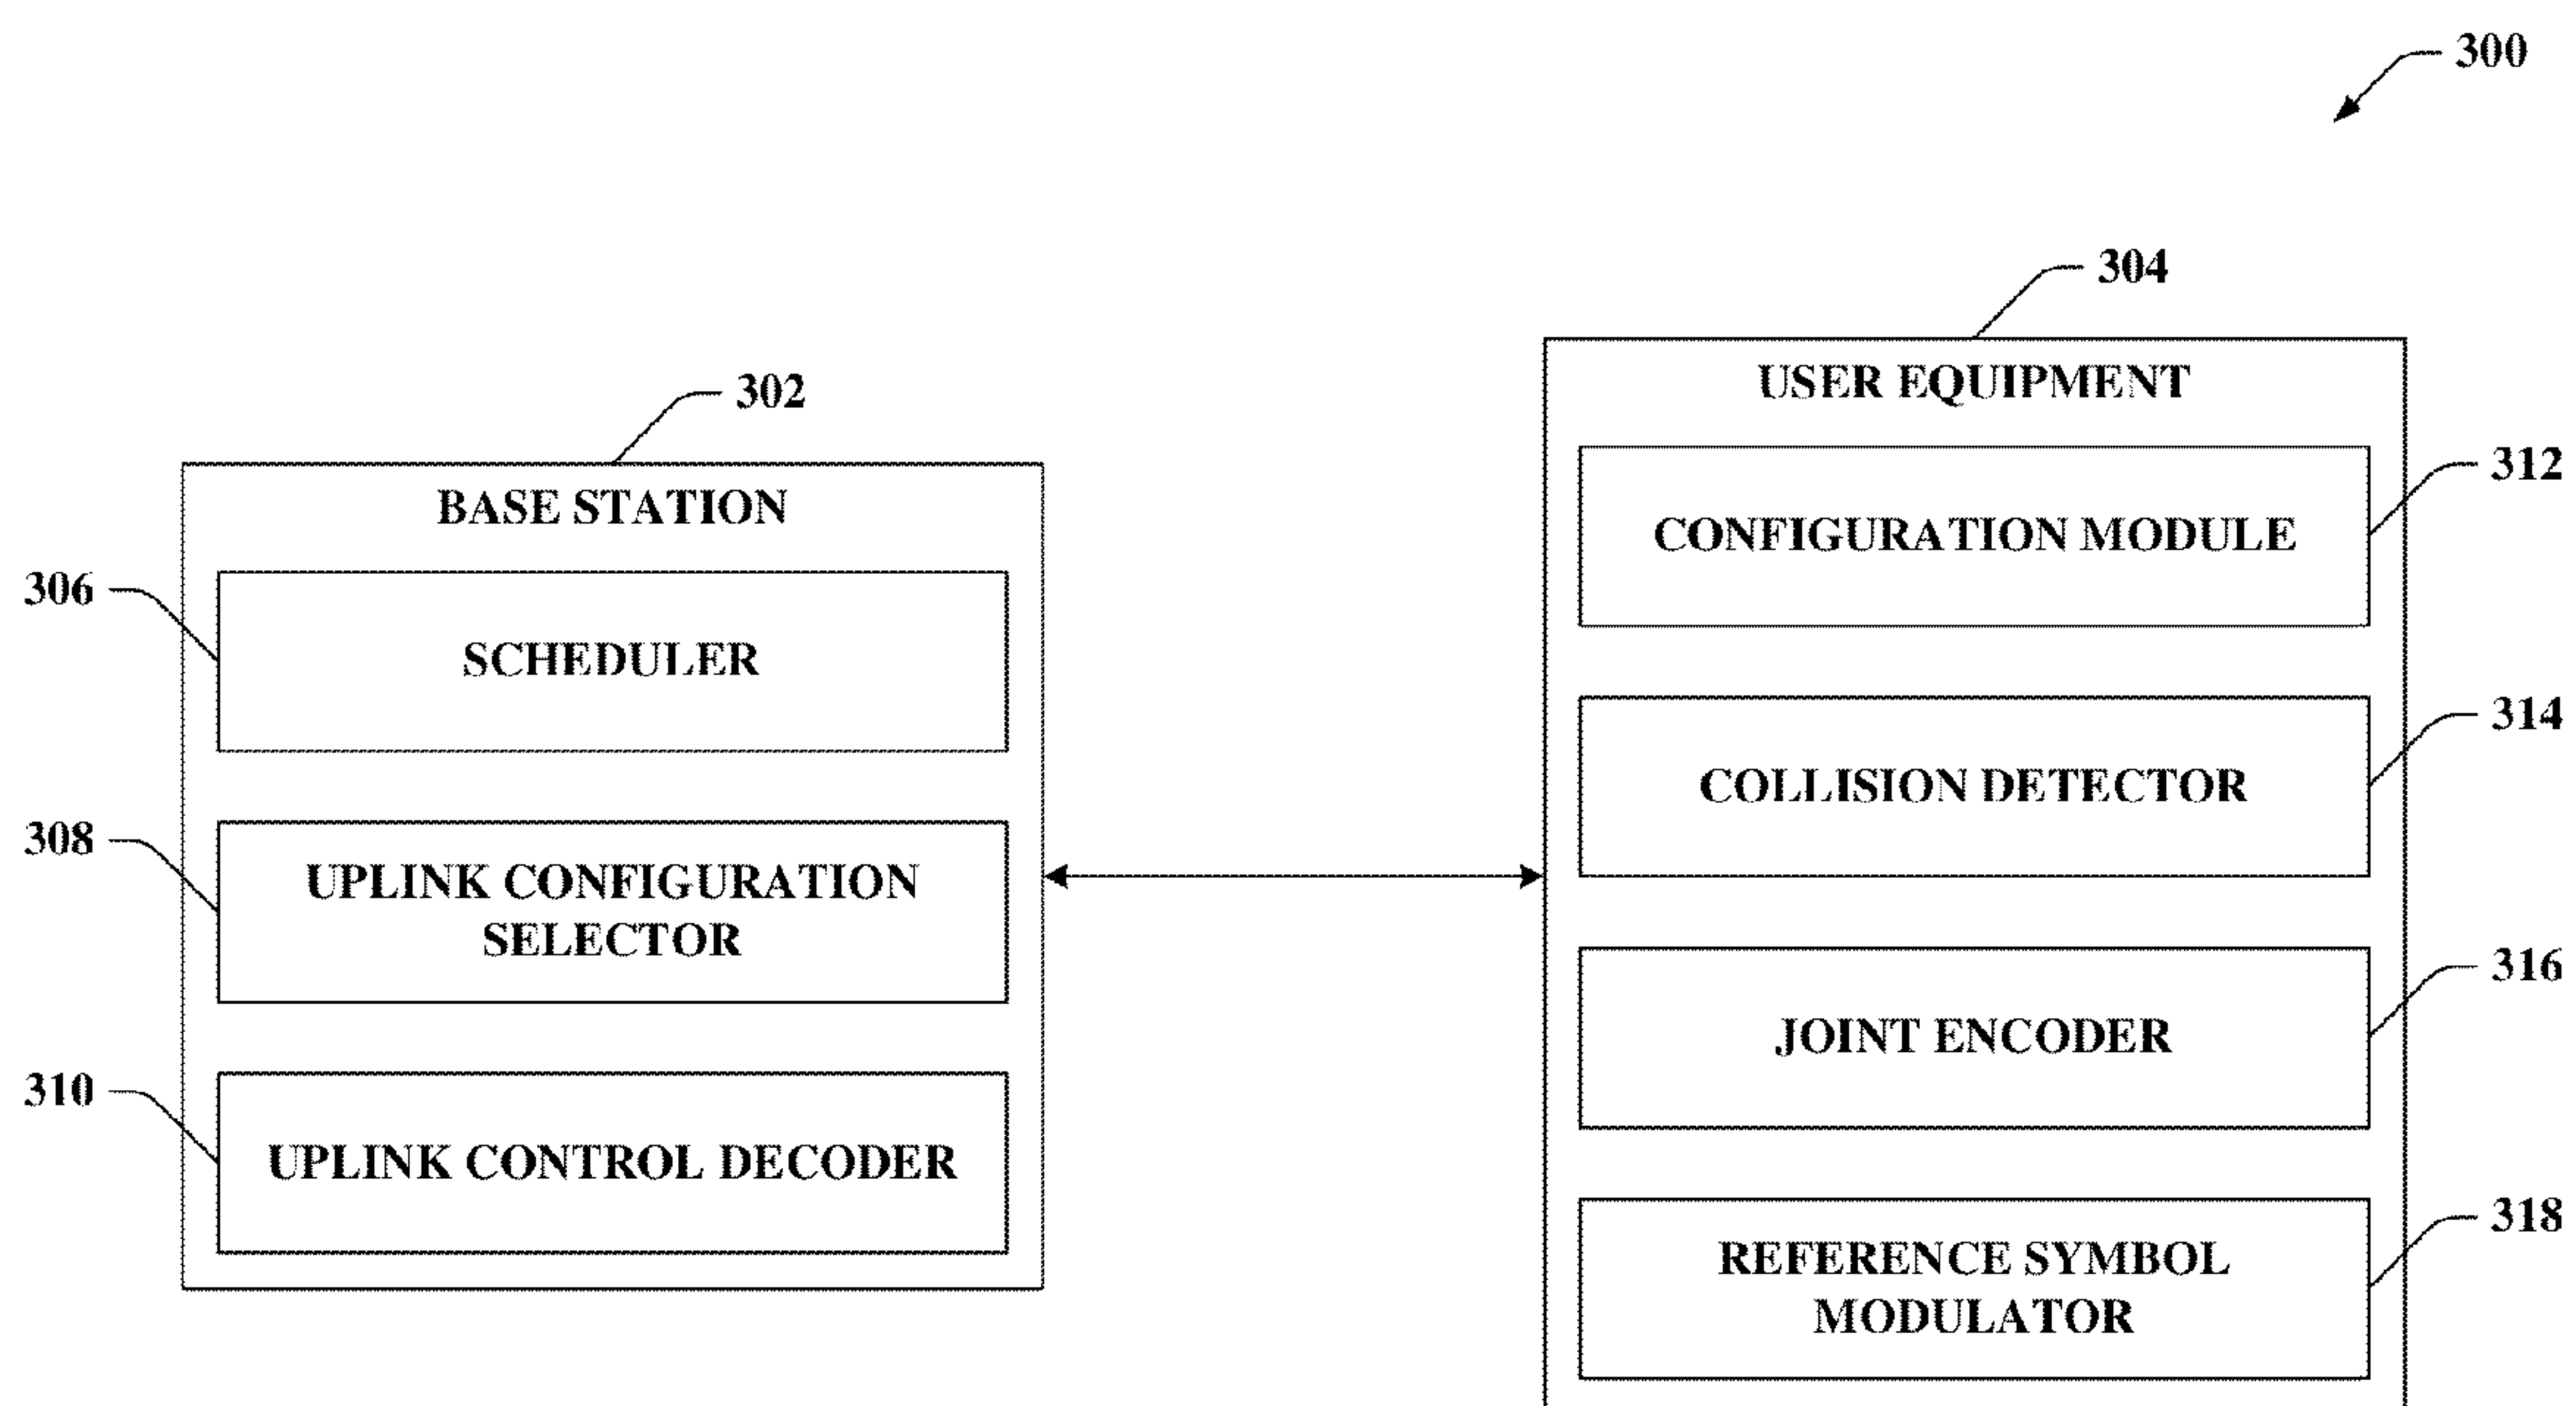 300
304
USER EQUIPMENT
302
BASE STATION
312
CONFIGURATION MODULE
306
SCHEDULER
314
COLLISION DETECTOR
308
UPLINK CONFIGURATION
SELECTOR
316
JOINT ENCODER
310
UPLINK CONTROL DECODER
318
REFERENCE SYMBOL
MODULATOR